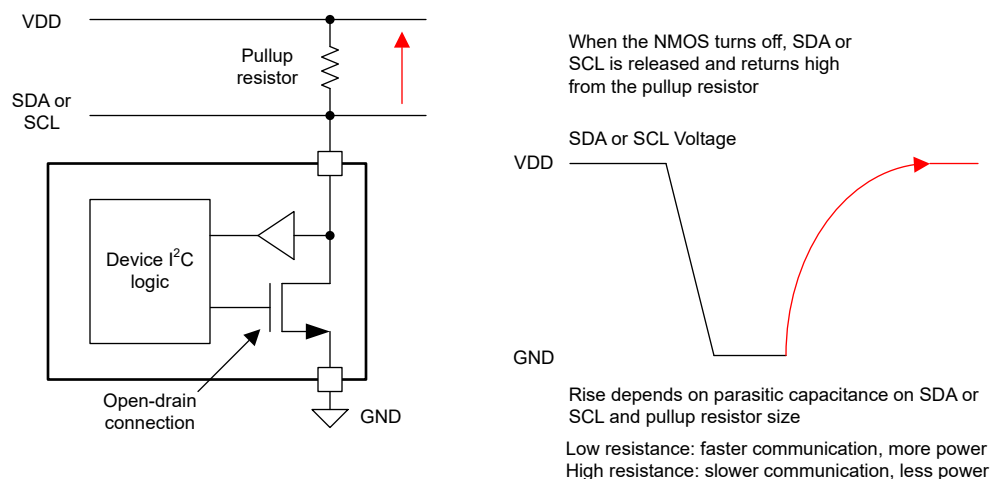 VDD
Pullup
resistor
SDA or
SCL
Device I²C
logic
Open-drain
connection
GND
When the NMOS turns off, SDA or
SCL is released and returns high
from the pullup resistor
SDA or SCL Voltage
VDD
GND
Rise depends on parasitic capacitance on SDA or
SCL and pullup resistor size
Low resistance: faster communication, more power
High resistance: slower communication, less power